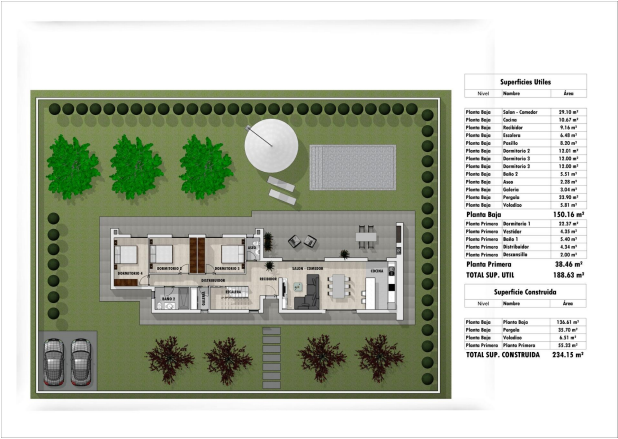 Superficies Utiles
Nivel Nombre Área
Planta Baja Salon - Comedor 29.10 m²
Planta Baja Cocina 10.67 m²
Planta Baja Recibidor 9.16 m²
Planta Baja Escalera 6.48 m²
Planta Baja Pasillo 8.20 m²
Planta Baja Dormitorio 2 12.01 m²
Planta Baja Dormitorio 3 12.00 m²
Planta Baja Dormitorio 4 12.00 m²
Planta Baja Baño 2 5.51 m²
Planta Baja Aseo 2.28 m²
Planta Baja Galeria 3.04 m²
Planta Baja Pergola 33.90 m²
Planta Baja Voladizo 5.81 m²
Planta Baja 150.16 m²
Planta Primera Dormitorio 1 22.37 m²
Planta Primera Vestidor 4.35 m²
Planta Primera Baño 1 5.40 m²
Planta Primera Distribuidor 4.34 m²
Planta Primera Descansillo 2.00 m²
Planta Primera 38.46 m²
TOTAL SUP. UTIL 188.63 m²
Superficie Construida
Nivel Nombre Área
Planta Baja Planta Baja 136.61 m²
Planta Baja Pergola 35.70 m²
Planta Baja Voladizo 6.51 m²
Planta Primera Planta Primera 55.33 m²
TOTAL SUP. CONSTRUIDA 234.15 m²
DORMITORIO 4
DORMITORIO 3
DORMITORIO 2
ASEO
DISTRIBUIDOR
RECIBIDOR
SALON - COMEDOR
COCINA
BAÑO 2
GALERIA
ESCALERA